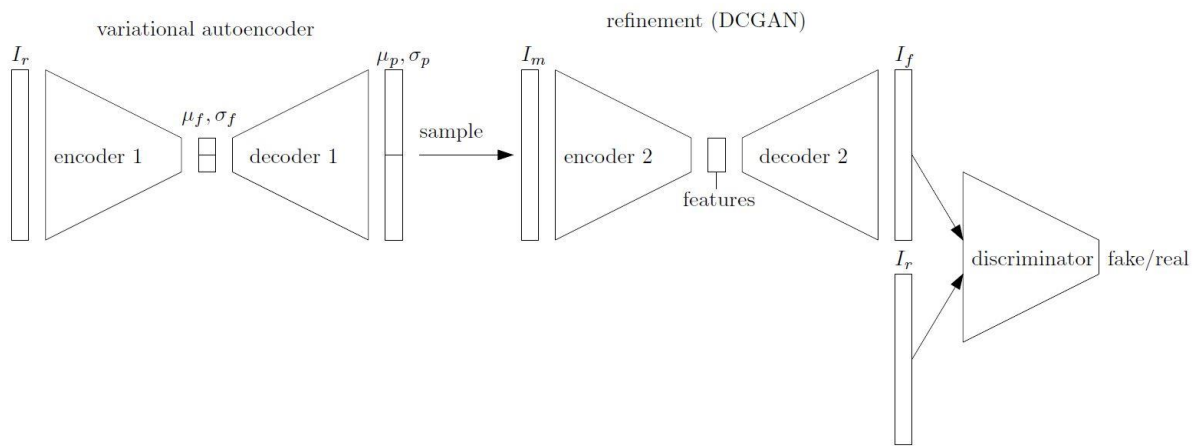 variational autoencoder
refinement (DCGAN)
I_r
μ_p, σ_p
I_m
I_f
μ_f, σ_f
sample
encoder 1
decoder 1
encoder 2
decoder 2
features
I_r
discriminator
fake/real